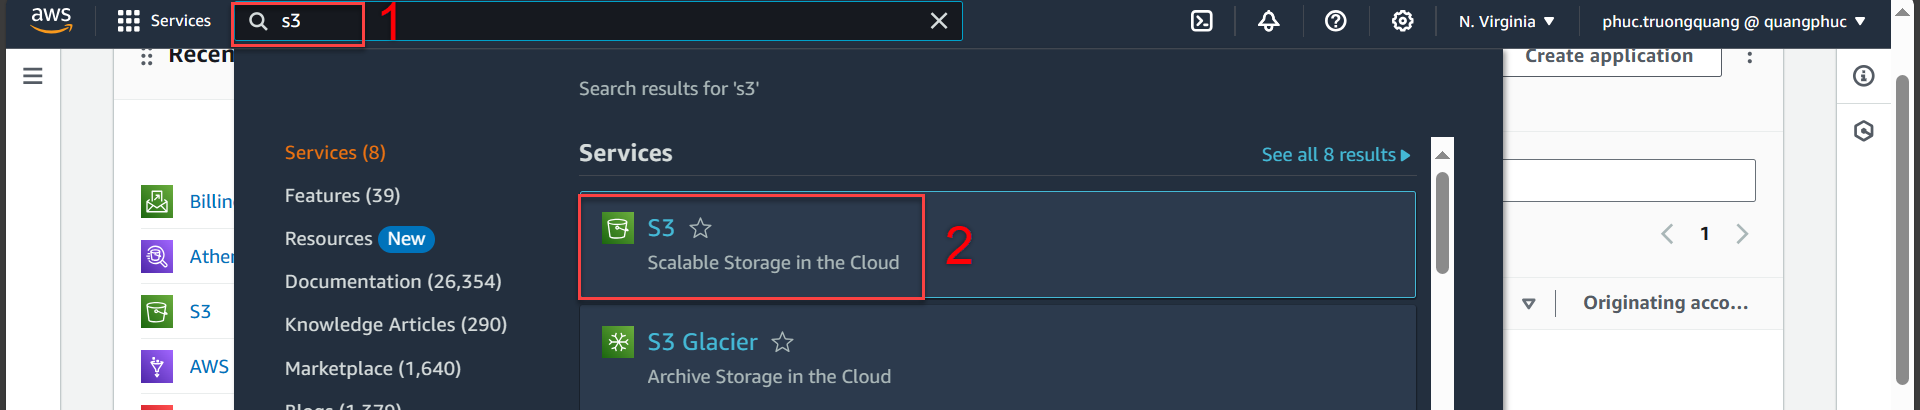 aws
Services
s3
1
N. Virginia
phuc.truongquang @ quangphuc
Recen
Create application
Search results for 's3'
Services (8)
Features (39)
Resources New
Documentation (26,354)
Knowledge Articles (290)
Marketplace (1,640)
Blogs (1,379)
Services
See all 8 results
S3
Scalable Storage in the Cloud
2
S3 Glacier
Archive Storage in the Cloud
Billin
Ather
S3
AWS
1
Originating acco...